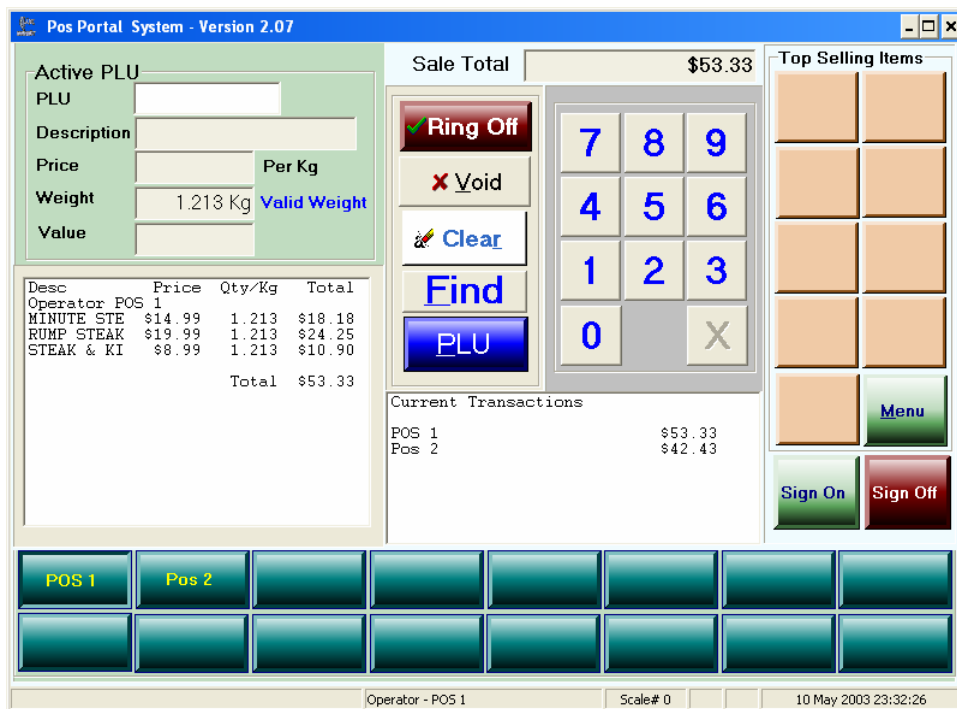 Pos Portal System - Version 2.07
Active PLU
PLU
Description
Price Per Kg
Weight 1.213 Kg Valid Weight
Value
Sale Total $53.33
Ring Off
Void
Clear
Find
PLU
7 8 9
4 5 6
1 2 3
0 X
Top Selling Items
Menu
Sign On Sign Off
Desc Price Qty/Kg Total
Operator POS 1
MINUTE STE $14.99 1.213 $18.18
RUMP STEAK $19.99 1.213 $24.25
STEAK & KI $8.99 1.213 $10.90
Total $53.33
Current Transactions
POS 1 $53.33
Pos 2 $42.43
POS 1 Pos 2
Operator - POS 1 Scale# 0 10 May 2003 23:32:26